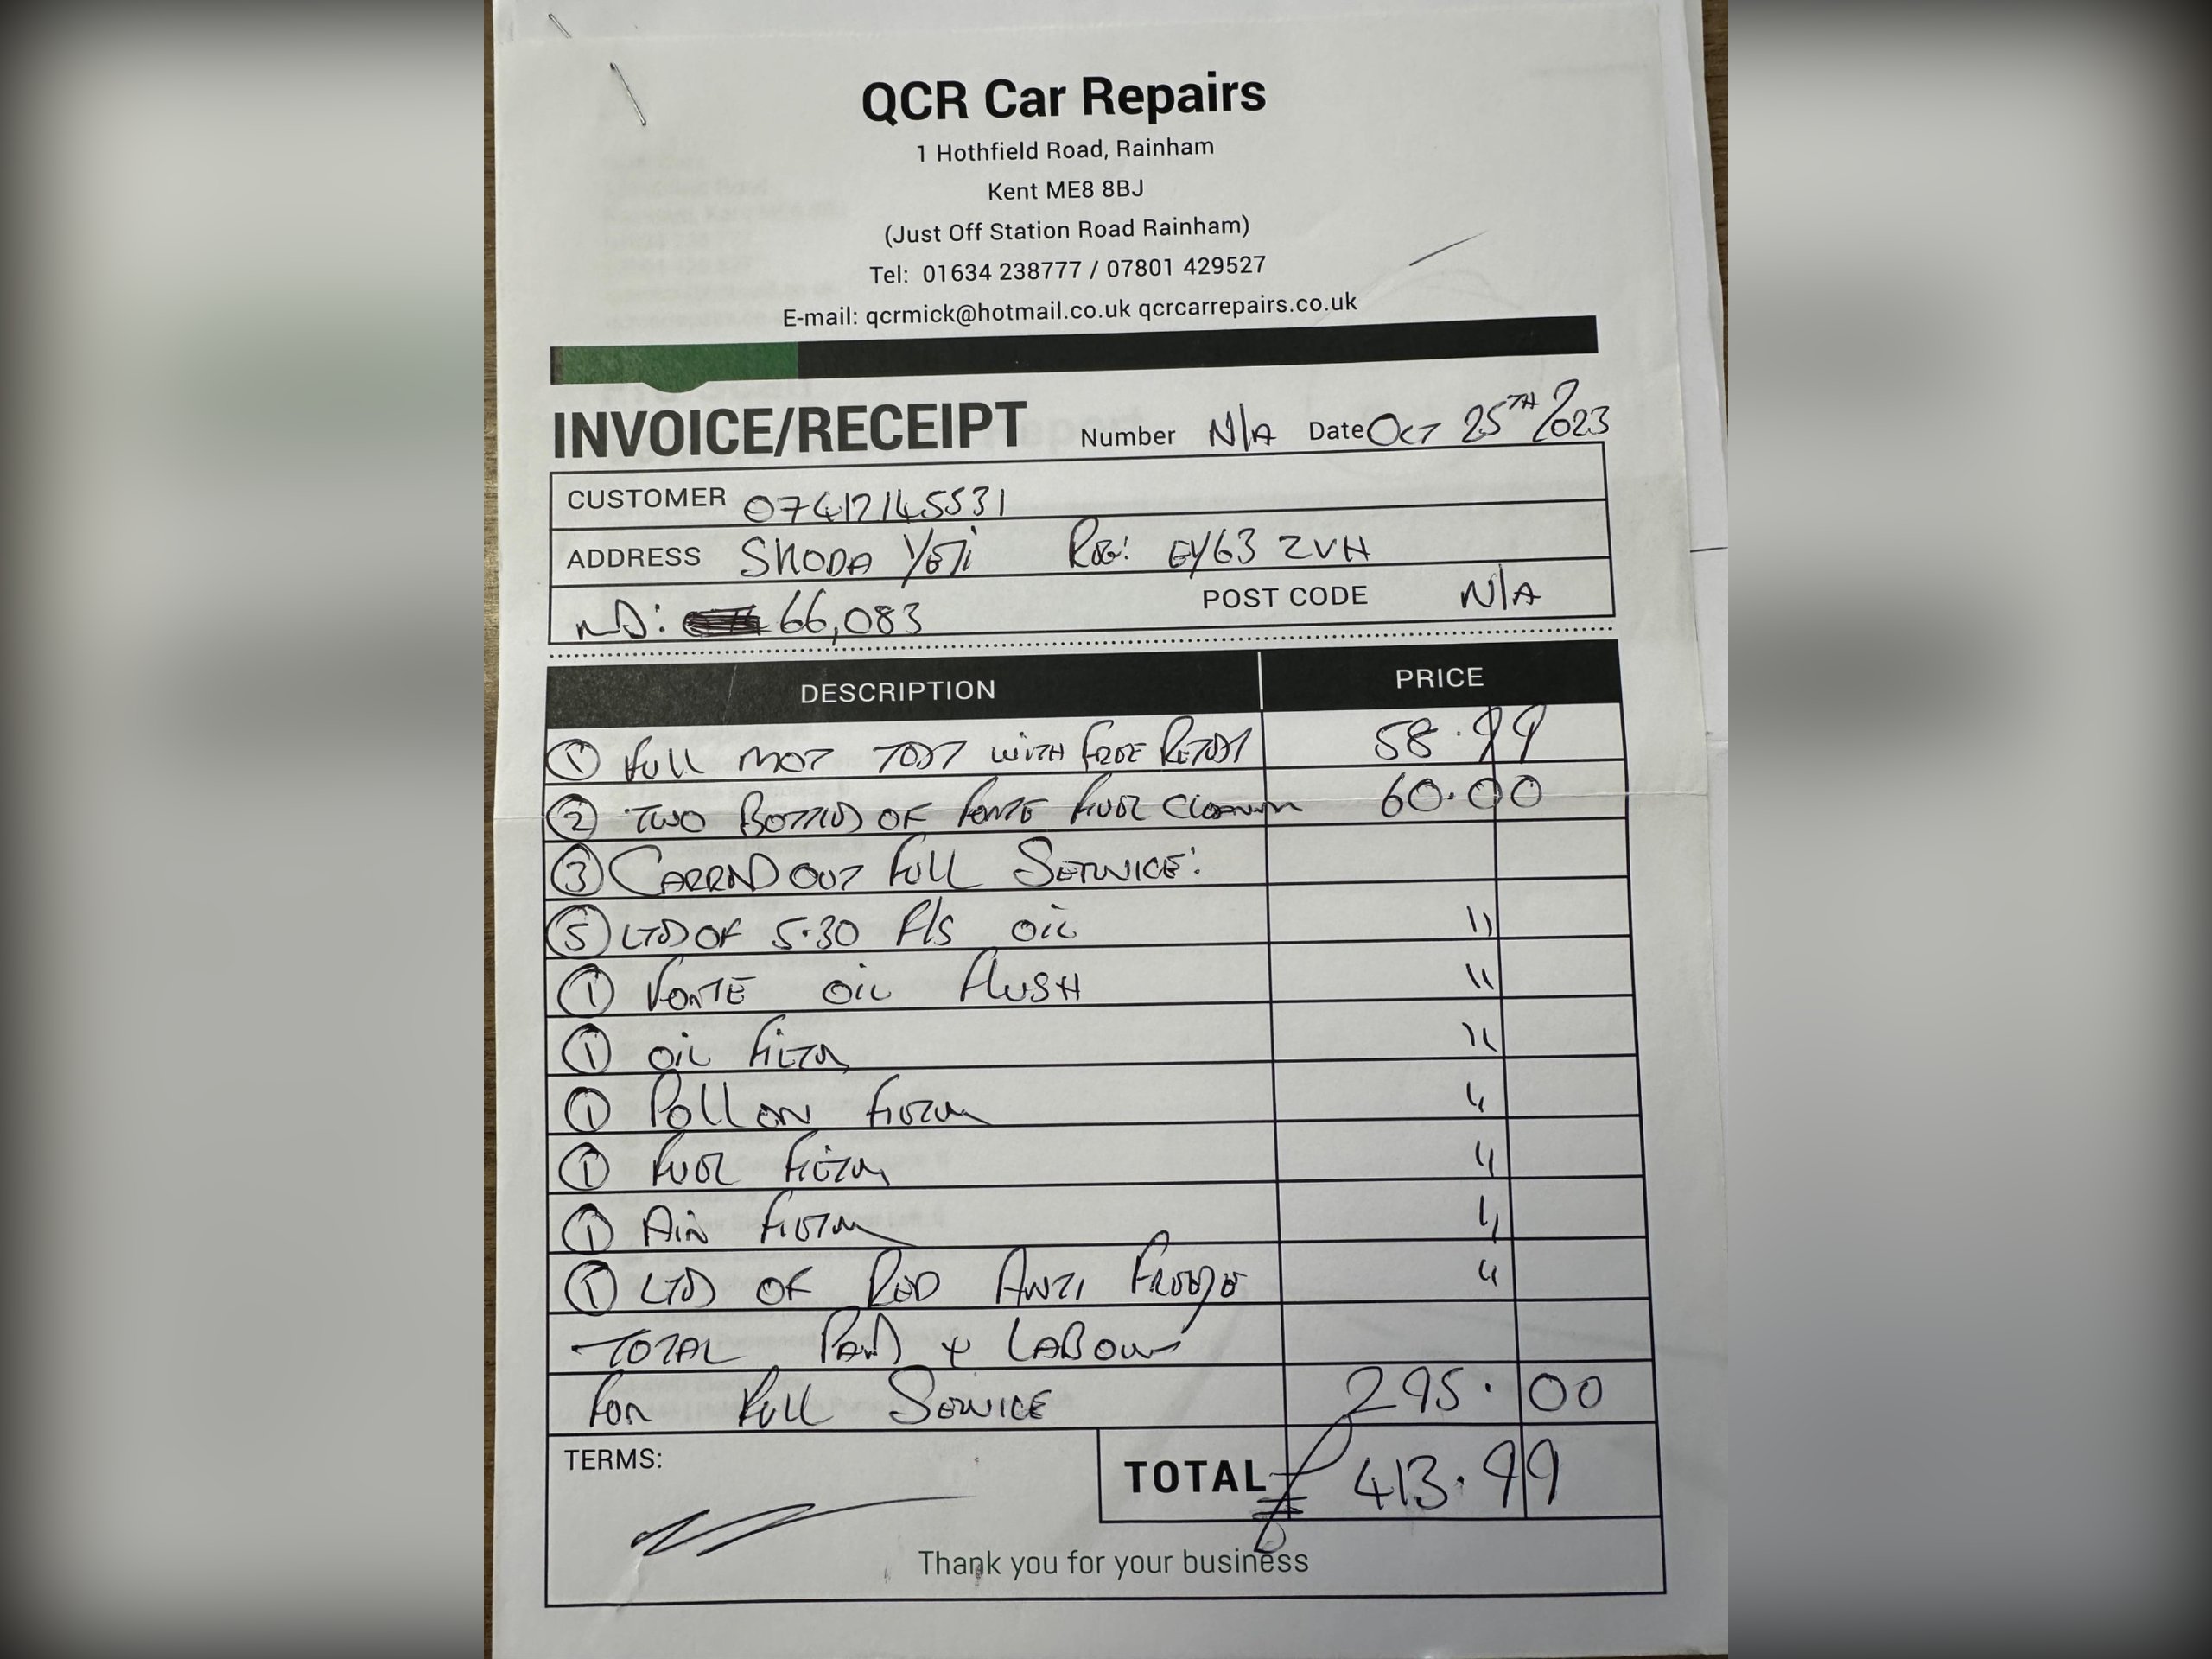 QCR Car Repairs
1 Hothfield Road, Rainham
Kent ME8 8BJ
(Just Off Station Road Rainham)
Tel: 01634 238777 / 07801 429527
E-mail: qcrmick@hotmail.co.uk qcrcarrepairs.co.uk
INVOICE/RECEIPT Number N/A Date Oct 25TH/2023
CUSTOMER 07412145531
ADDRESS SKODA YETI REG: EY63 ZVH
66,083 POST CODE N/A
DESCRIPTION PRICE
① FULL MOT TEST WITH FREE RETEST 58.99
② TWO BOTTLES OF FORTE FUEL CLEANER 60.00
③ CARRIED OUT FULL SERVICE:
⑤ LTS OF 5.30 F/S OIL "
① FORTE OIL FLUSH "
① OIL FILTER "
① POLLEN FILTER "
① FUEL FILTER "
① AIR FILTER "
① LTS OF RED ANTI FREEZE "
TOTAL PARTS + LABOUR
FOR FULL SERVICE 295.00
TERMS:
TOTAL £ 413.99
Thank you for your business